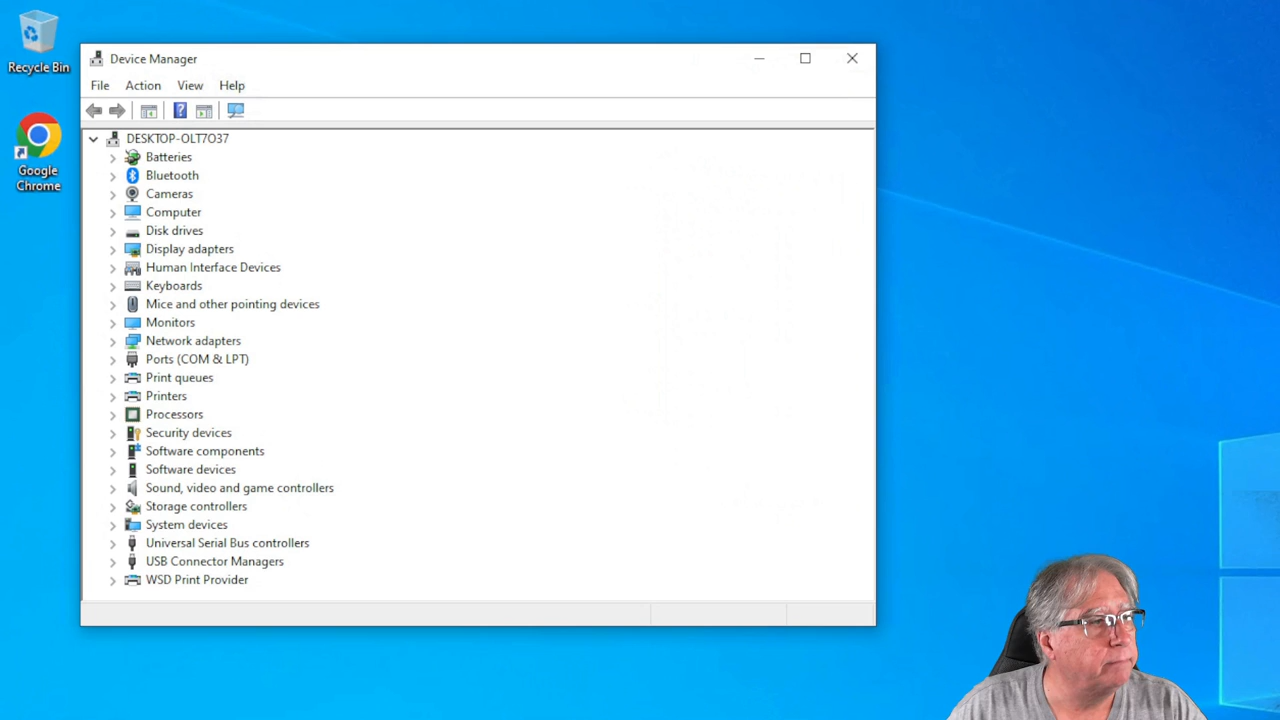 Recycle Bin
Google
Chrome
Device Manager
File Action View Help
DESKTOP-OLT7O37
Batteries
Bluetooth
Cameras
Computer
Disk drives
Display adapters
Human Interface Devices
Keyboards
Mice and other pointing devices
Monitors
Network adapters
Ports (COM & LPT)
Print queues
Printers
Processors
Security devices
Software components
Software devices
Sound, video and game controllers
Storage controllers
System devices
Universal Serial Bus controllers
USB Connector Managers
WSD Print Provider